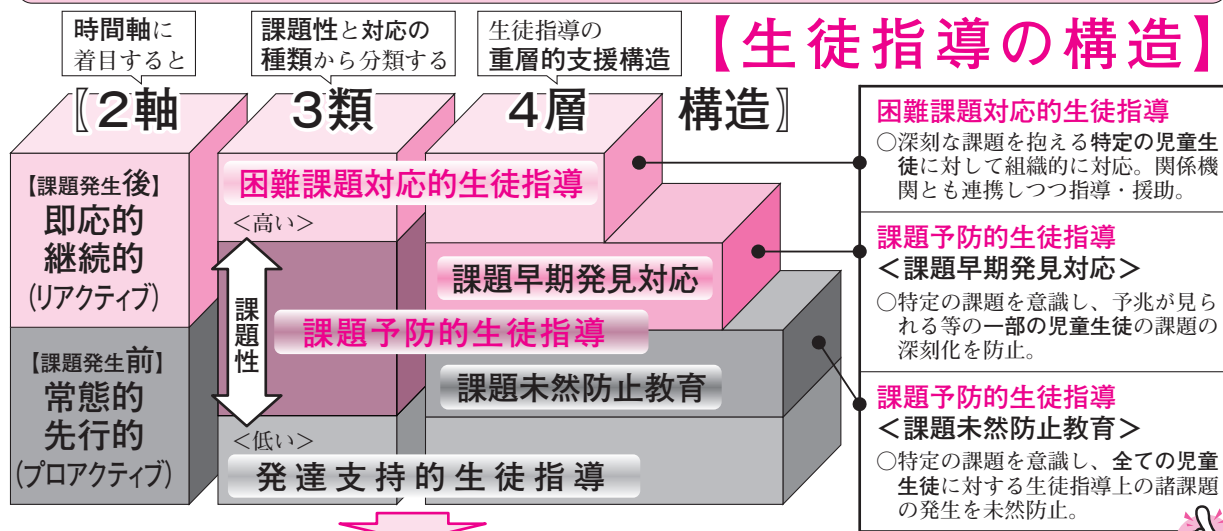 時間軸に
着目すると
課題性と対応の
種類から分類する
生徒指導の
重層的支援構造
【生徒指導の構造】
〚2軸 3類 4層 構造〛
【課題発生後】
即応的
継続的
(リアクティブ)
【課題発生前】
常態的
先行的
(プロアクティブ)
困難課題対応的生徒指導
＜高い＞
課題性
＜低い＞
課題早期発見対応
課題予防的生徒指導
課題未然防止教育
発達支持的生徒指導
困難課題対応的生徒指導
○深刻な課題を抱える特定の児童生
徒に対して組織的に対応。関係機
関とも連携しつつ指導・援助。
課題予防的生徒指導
＜課題早期発見対応＞
○特定の課題を意識し、予兆が見ら
れる等の一部の児童生徒の課題の
深刻化を防止。
課題予防的生徒指導
＜課題未然防止教育＞
○特定の課題を意識し、全ての児童
生徒に対する生徒指導上の諸課題
の発生を未然防止。